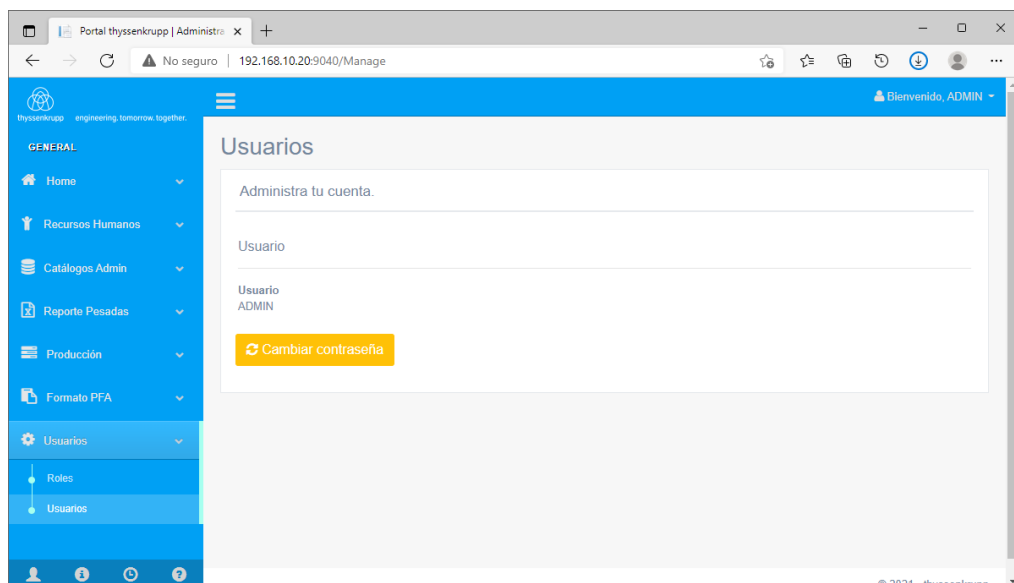 Portal thyssenkrupp | Administra
No seguro | 192.168.10.20:9040/Manage
thyssenkrupp engineering.tomorrow.together.
Bienvenido, ADMIN
GENERAL
Home
Recursos Humanos
Catálogos Admin
Reporte Pesadas
Producción
Formato PFA
Usuarios
Roles
Usuarios
Usuarios
Administra tu cuenta.
Usuario
Usuario
ADMIN
Cambiar contraseña
© 2021 - thyssenkrupp